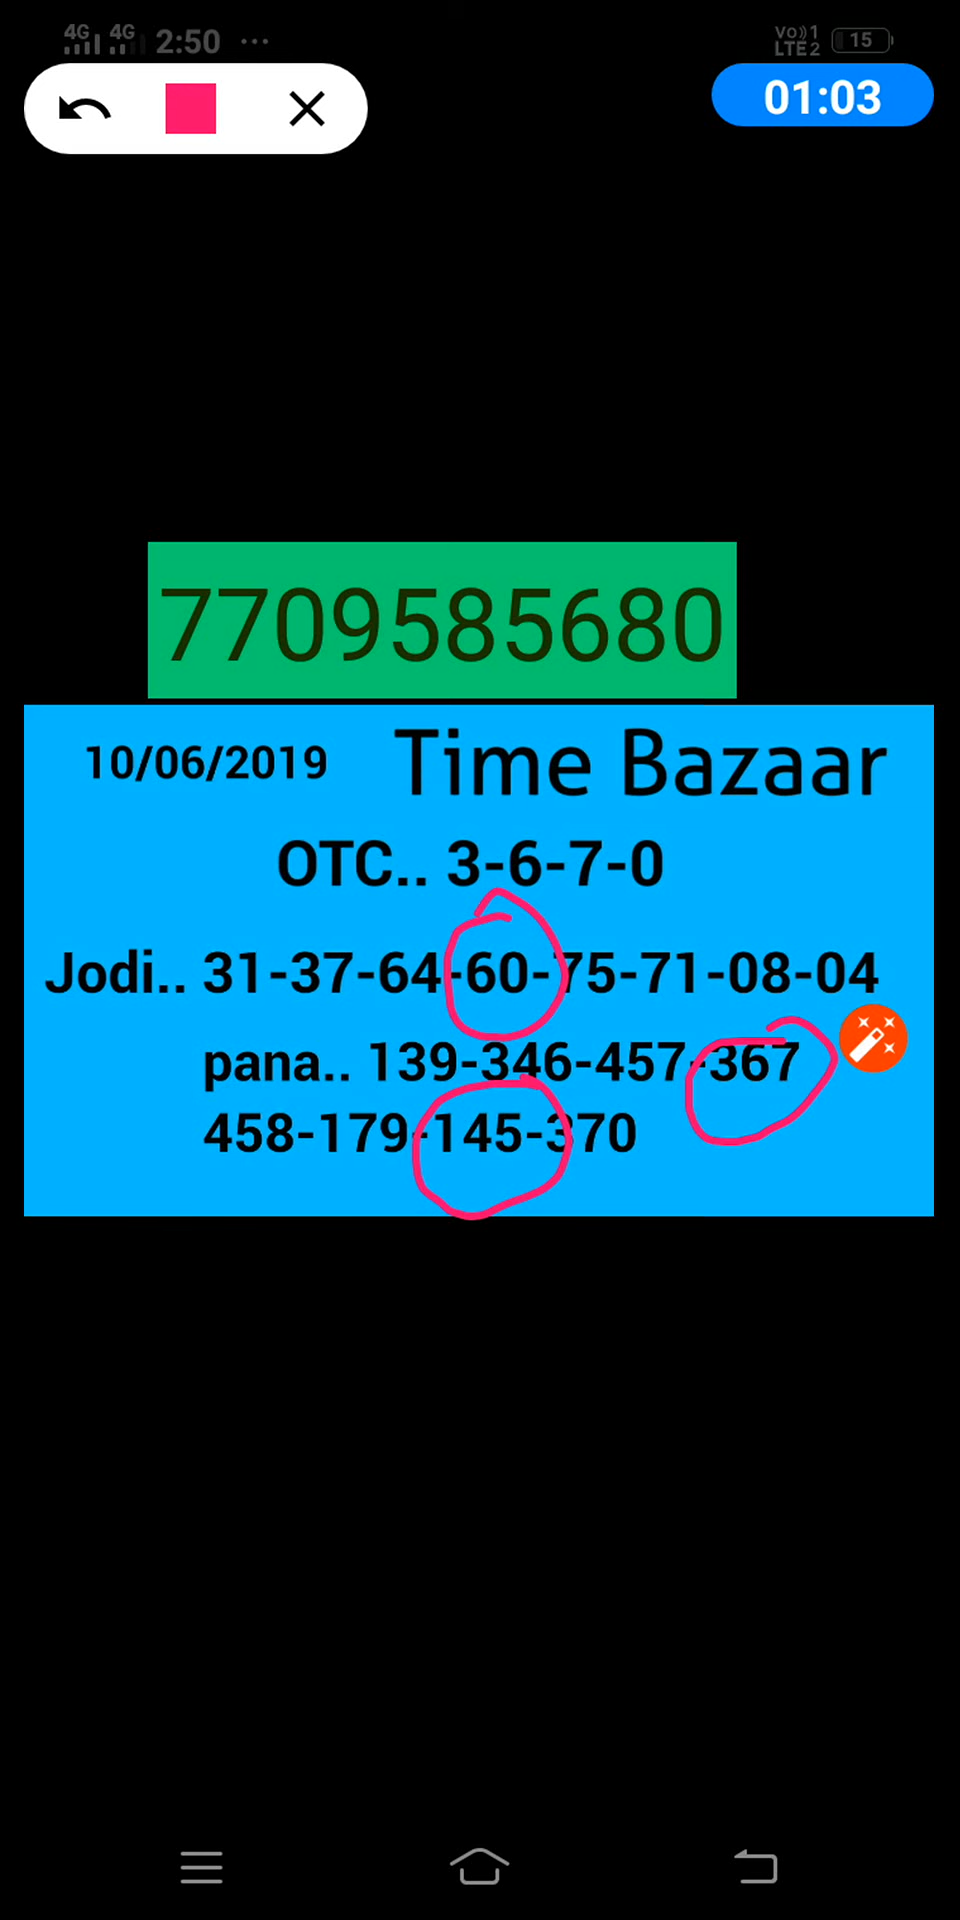 4G 4G 2:50 ... Vo))1 LTE2 15
01:03
7709585680
10/06/2019 Time Bazaar
OTC.. 3-6-7-0
Jodi.. 31-37-64-60-75-71-08-04
pana.. 139-346-457-367
458-179-145-370